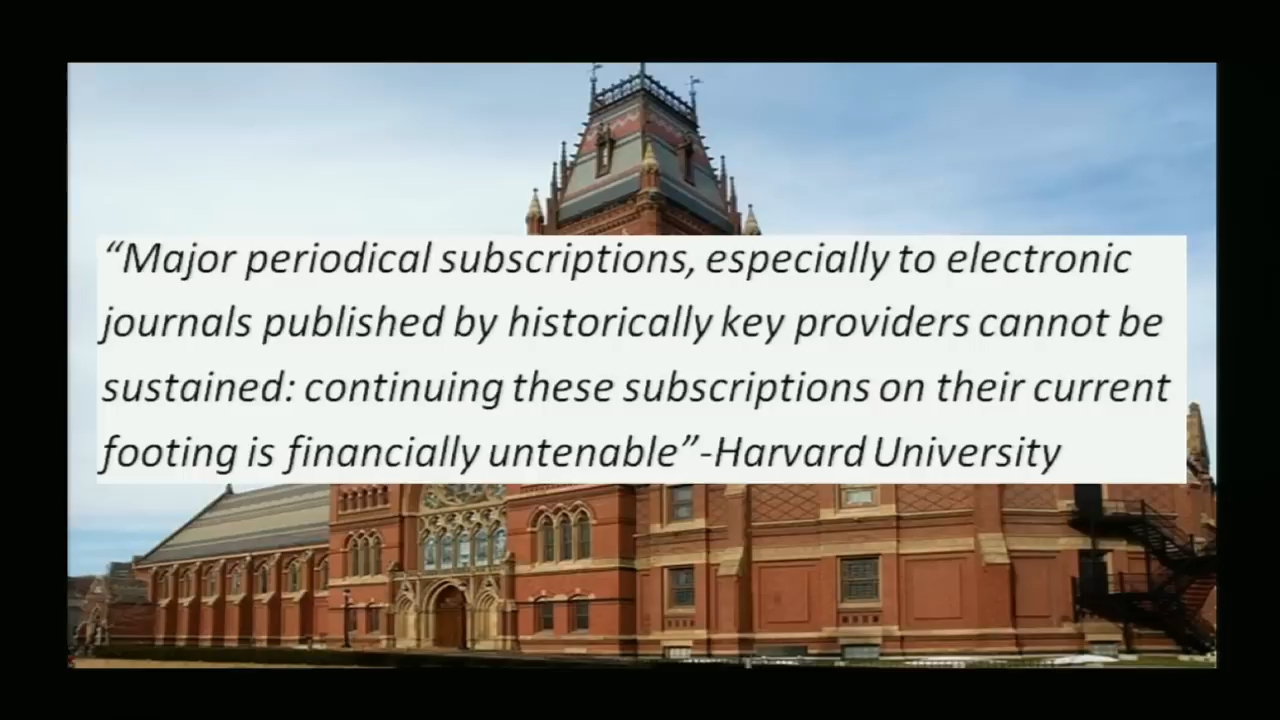 “Major periodical subscriptions, especially to electronic
journals published by historically key providers cannot be
sustained: continuing these subscriptions on their current
footing is financially untenable”-Harvard University